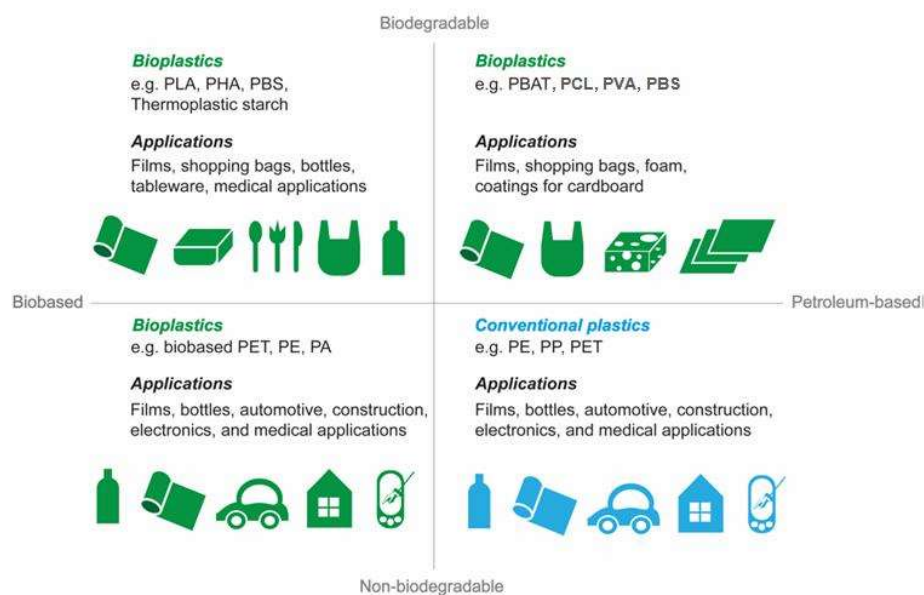 Biodegradable
Bioplastics
e.g. PLA, PHA, PBS,
Thermoplastic starch
Applications
Films, shopping bags, bottles,
tableware, medical applications
Bioplastics
e.g. PBAT, PCL, PVA, PBS
Applications
Films, shopping bags, foam,
coatings for cardboard
Biobased
Petroleum-based
Bioplastics
e.g. biobased PET, PE, PA
Applications
Films, bottles, automotive, construction,
electronics, and medical applications
Conventional plastics
e.g. PE, PP, PET
Applications
Films, bottles, automotive, construction,
electronics, and medical applications
Non-biodegradable